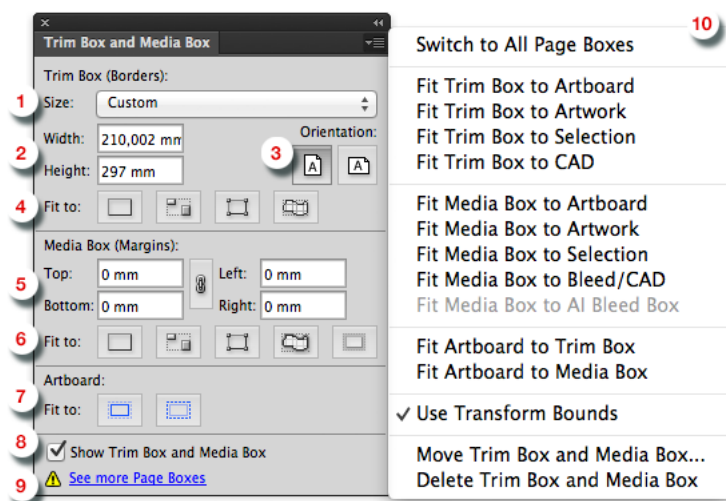 Trim Box and Media Box
Trim Box (Borders):
1
Size: Custom
2
Width: 210,002 mm
Height: 297 mm
Orientation:
3
A A
4
Fit to:
Media Box (Margins):
5
Top: 0 mm Left: 0 mm
Bottom: 0 mm Right: 0 mm
6
Fit to:
Artboard:
7
Fit to:
8
Show Trim Box and Media Box
9
See more Page Boxes
10
Switch to All Page Boxes
Fit Trim Box to Artboard
Fit Trim Box to Artwork
Fit Trim Box to Selection
Fit Trim Box to CAD
Fit Media Box to Artboard
Fit Media Box to Artwork
Fit Media Box to Selection
Fit Media Box to Bleed/CAD
Fit Media Box to AI Bleed Box
Fit Artboard to Trim Box
Fit Artboard to Media Box
✓ Use Transform Bounds
Move Trim Box and Media Box...
Delete Trim Box and Media Box